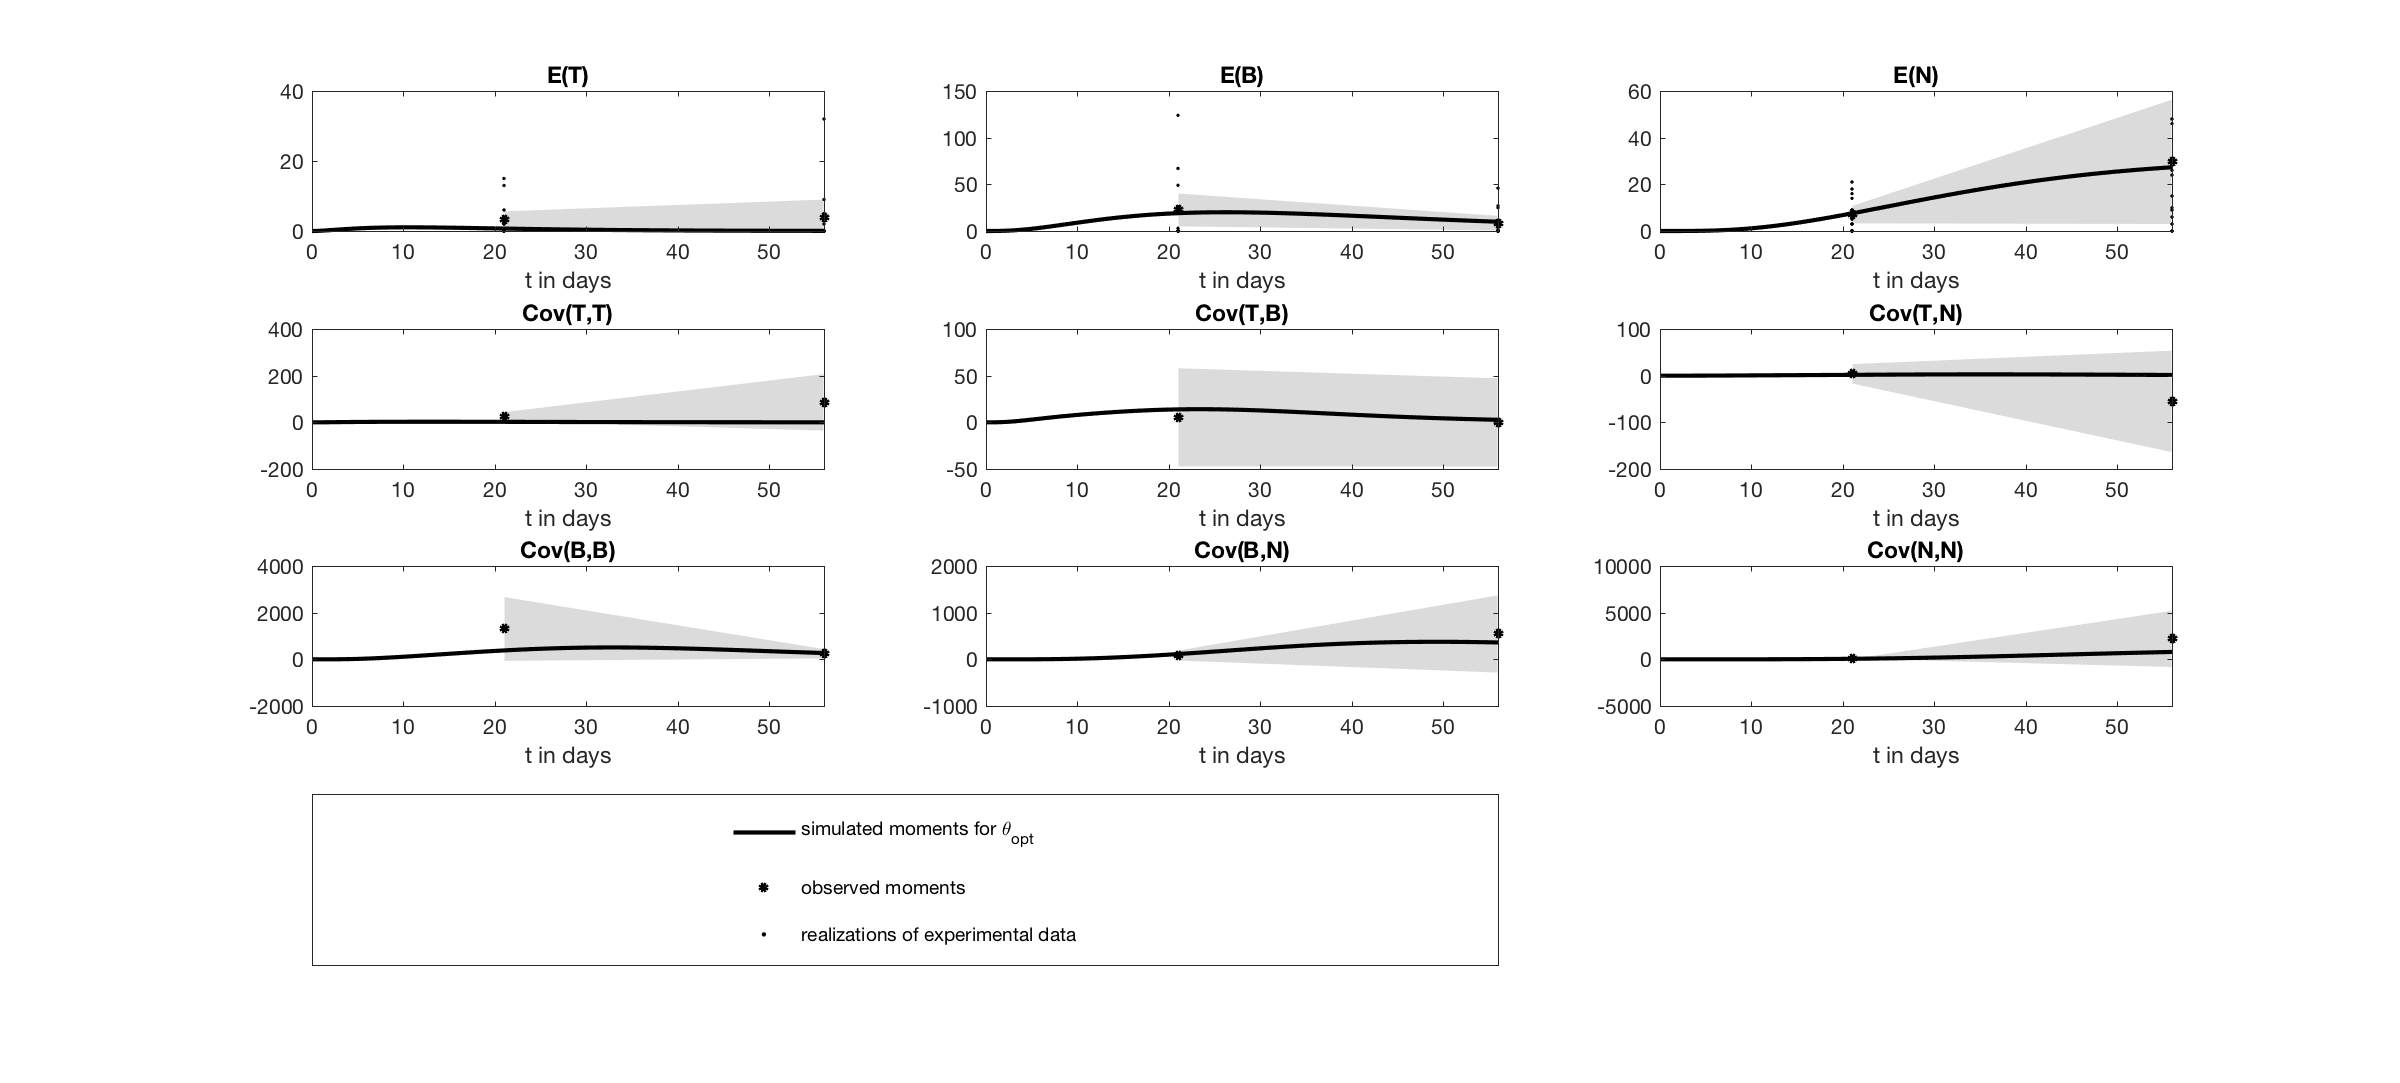 E(T) E(B) E(N)
40 150 60
20 100 40
50 20
0 0 0
0 10 20 30 40 50 0 10 20 30 40 50 0 10 20 30 40 50
t in days t in days t in days
Cov(T,T) Cov(T,B) Cov(T,N)
400 100 100
200 50 0
0 0 -100
-200 -50 -200
0 10 20 30 40 50 0 10 20 30 40 50 0 10 20 30 40 50
t in days t in days t in days
Cov(B,B) Cov(B,N) Cov(N,N)
4000 2000 10000
2000 1000 5000
0 0 0
-2000 -1000 -5000
0 10 20 30 40 50 0 10 20 30 40 50 0 10 20 30 40 50
t in days t in days t in days
simulated moments for θopt
observed moments
realizations of experimental data